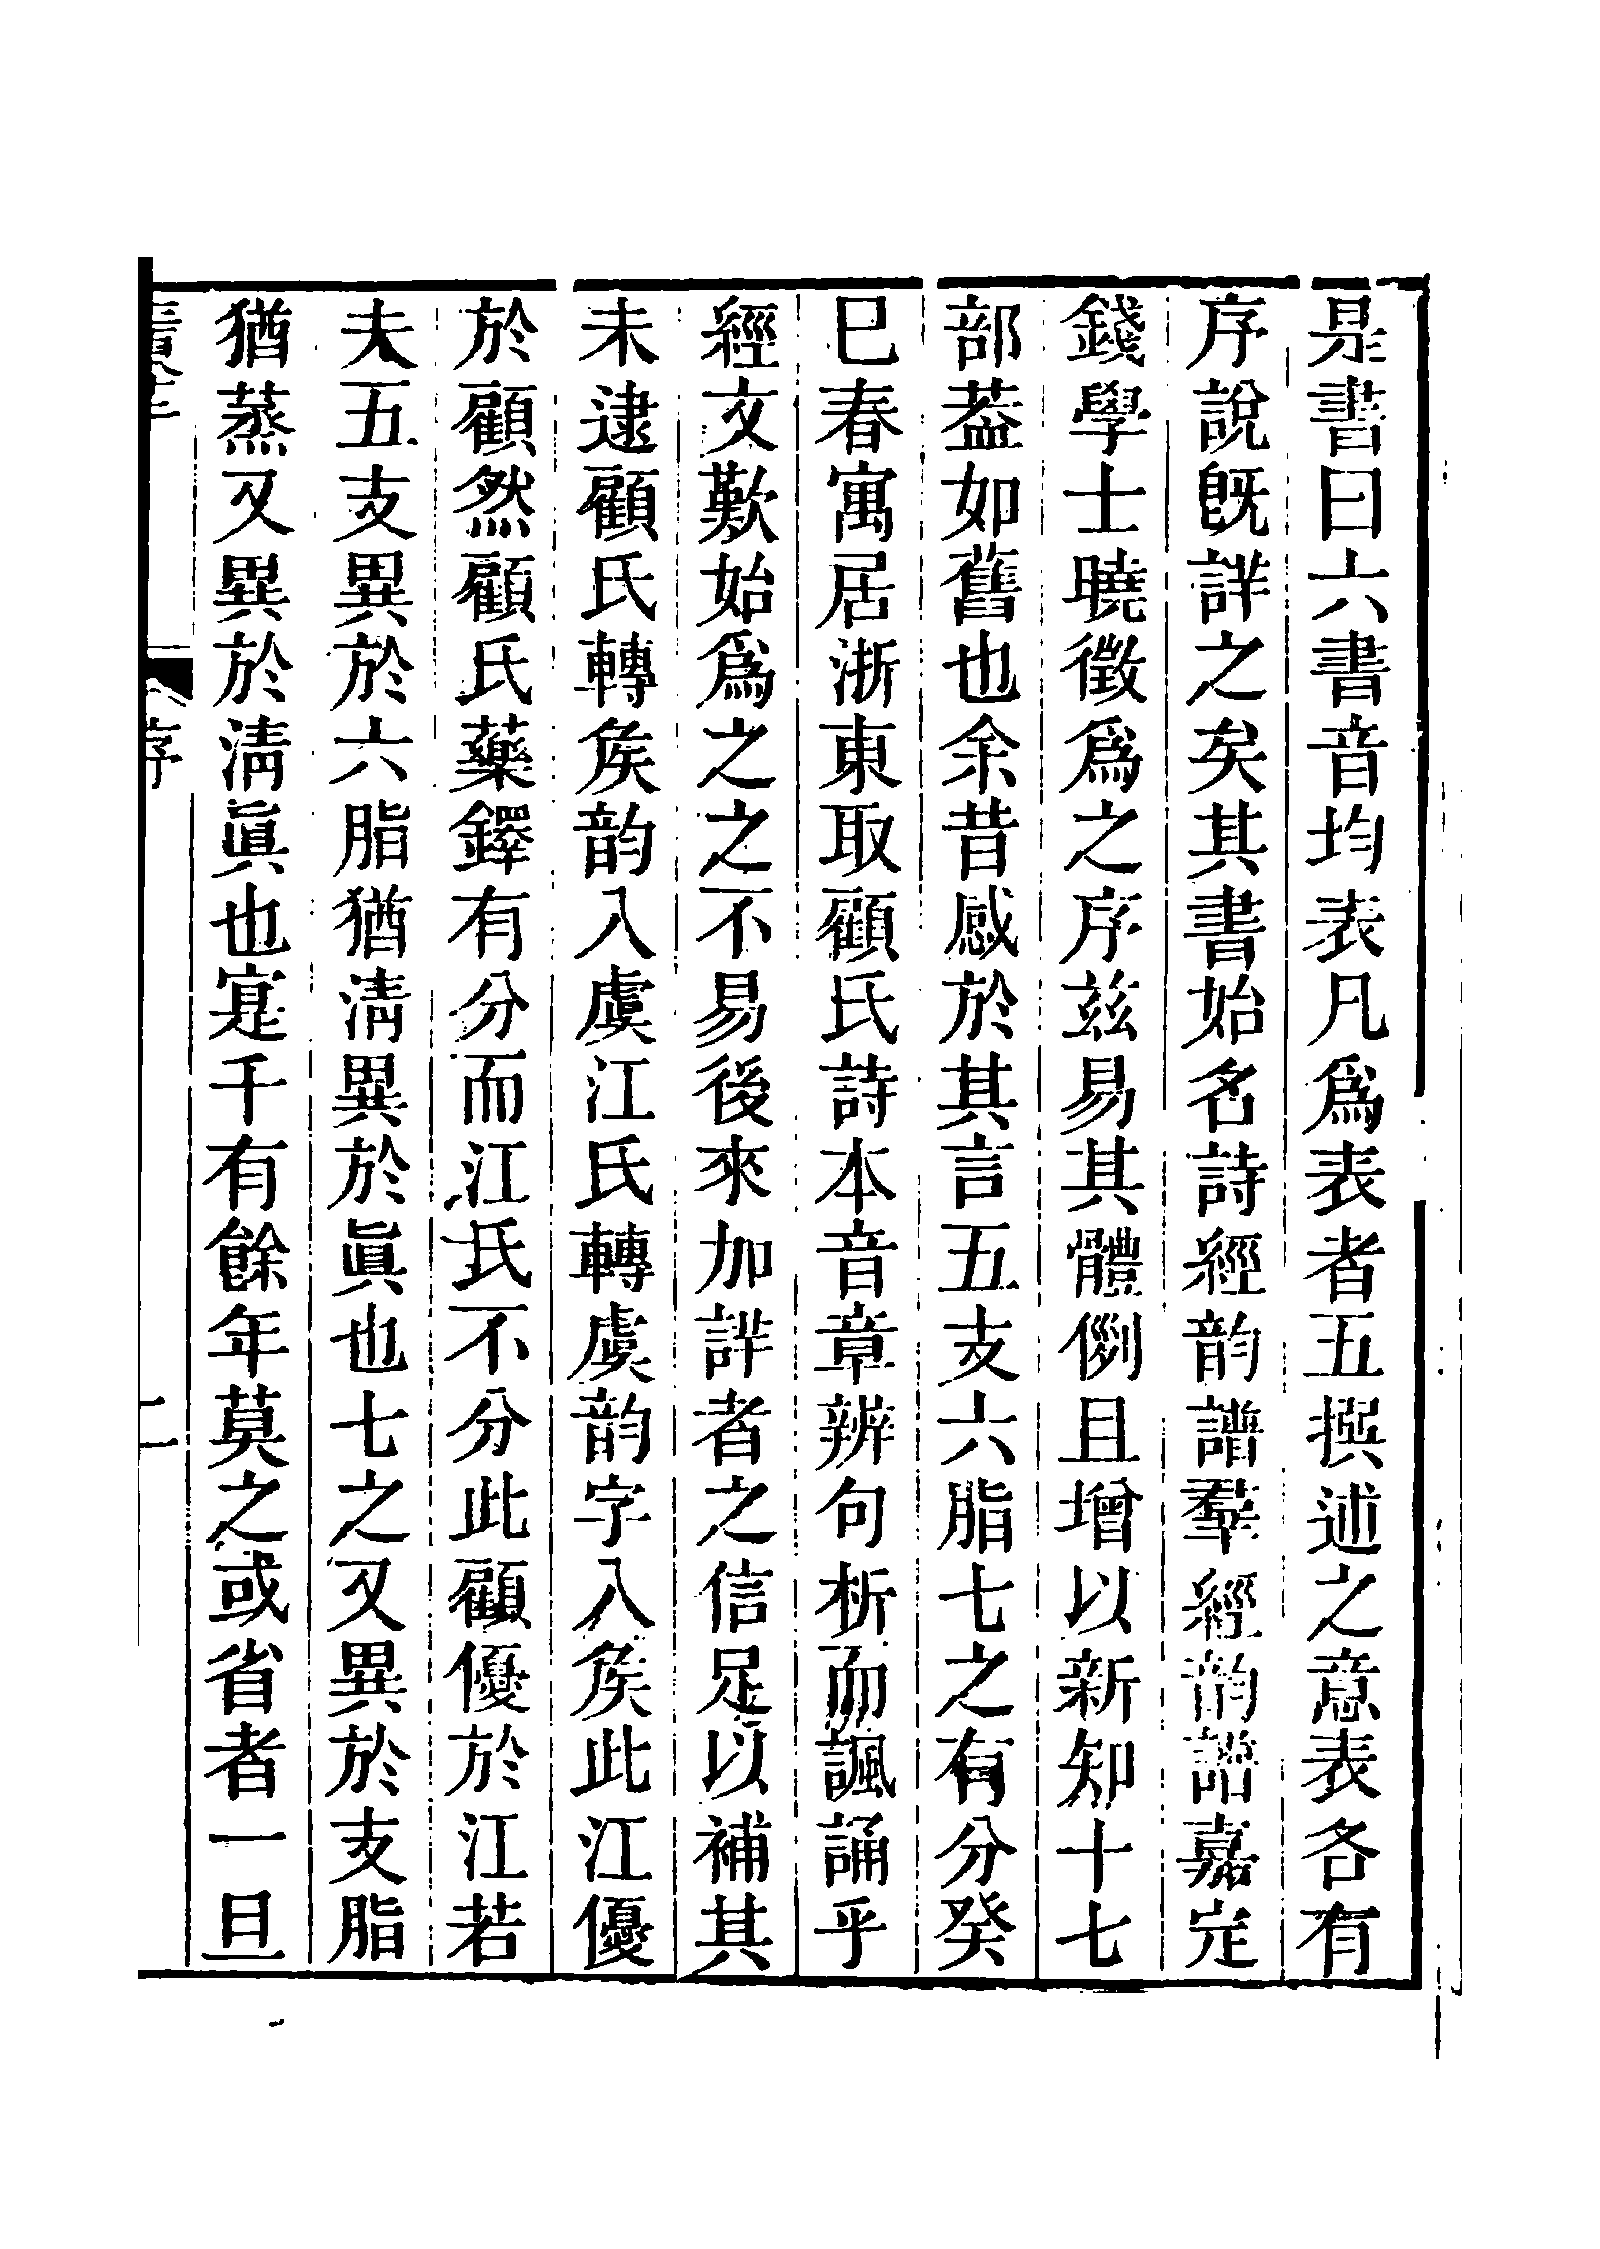 是書曰六書音均表凡爲表者五撰述之意表各有
序說旣詳之矣其書始名詩經韵譜羣經韵譜嘉定
錢學士曉徵爲之序兹易其體例且增以新知十七
部葢如舊也余昔感於其言五支六脂七之有分癸
巳春寓居浙東取顧氏詩本音章辨句析而諷誦乎
經文歎始爲之之不易後來加詳者之信足以補其
未逮顧氏轉矦韵入虞江氏轉虞韵字入矦此江優
於顧然顧氏藥鐸有分而江氏不分此顧優於江若
夫五支異於六脂猶清異於眞也七之又異於支脂
猶蒸又異於清眞也寔千有餘年莫之或省者一旦
序
二